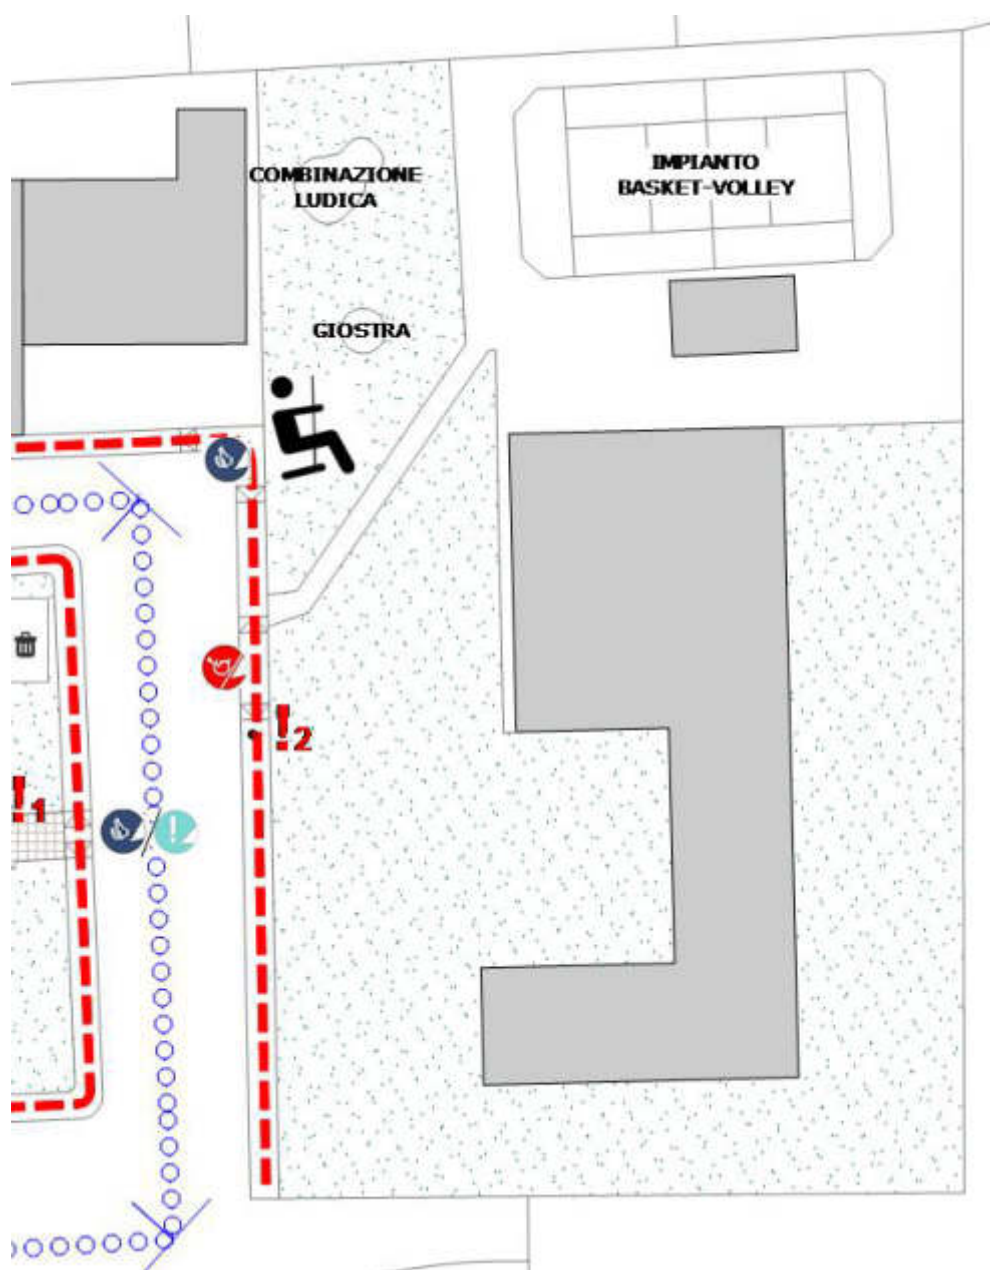 COMBINAZIONE
LUDICA
IMPIANTO
BASKET-VOLLEY
GIOSTRA
!2
!1
!